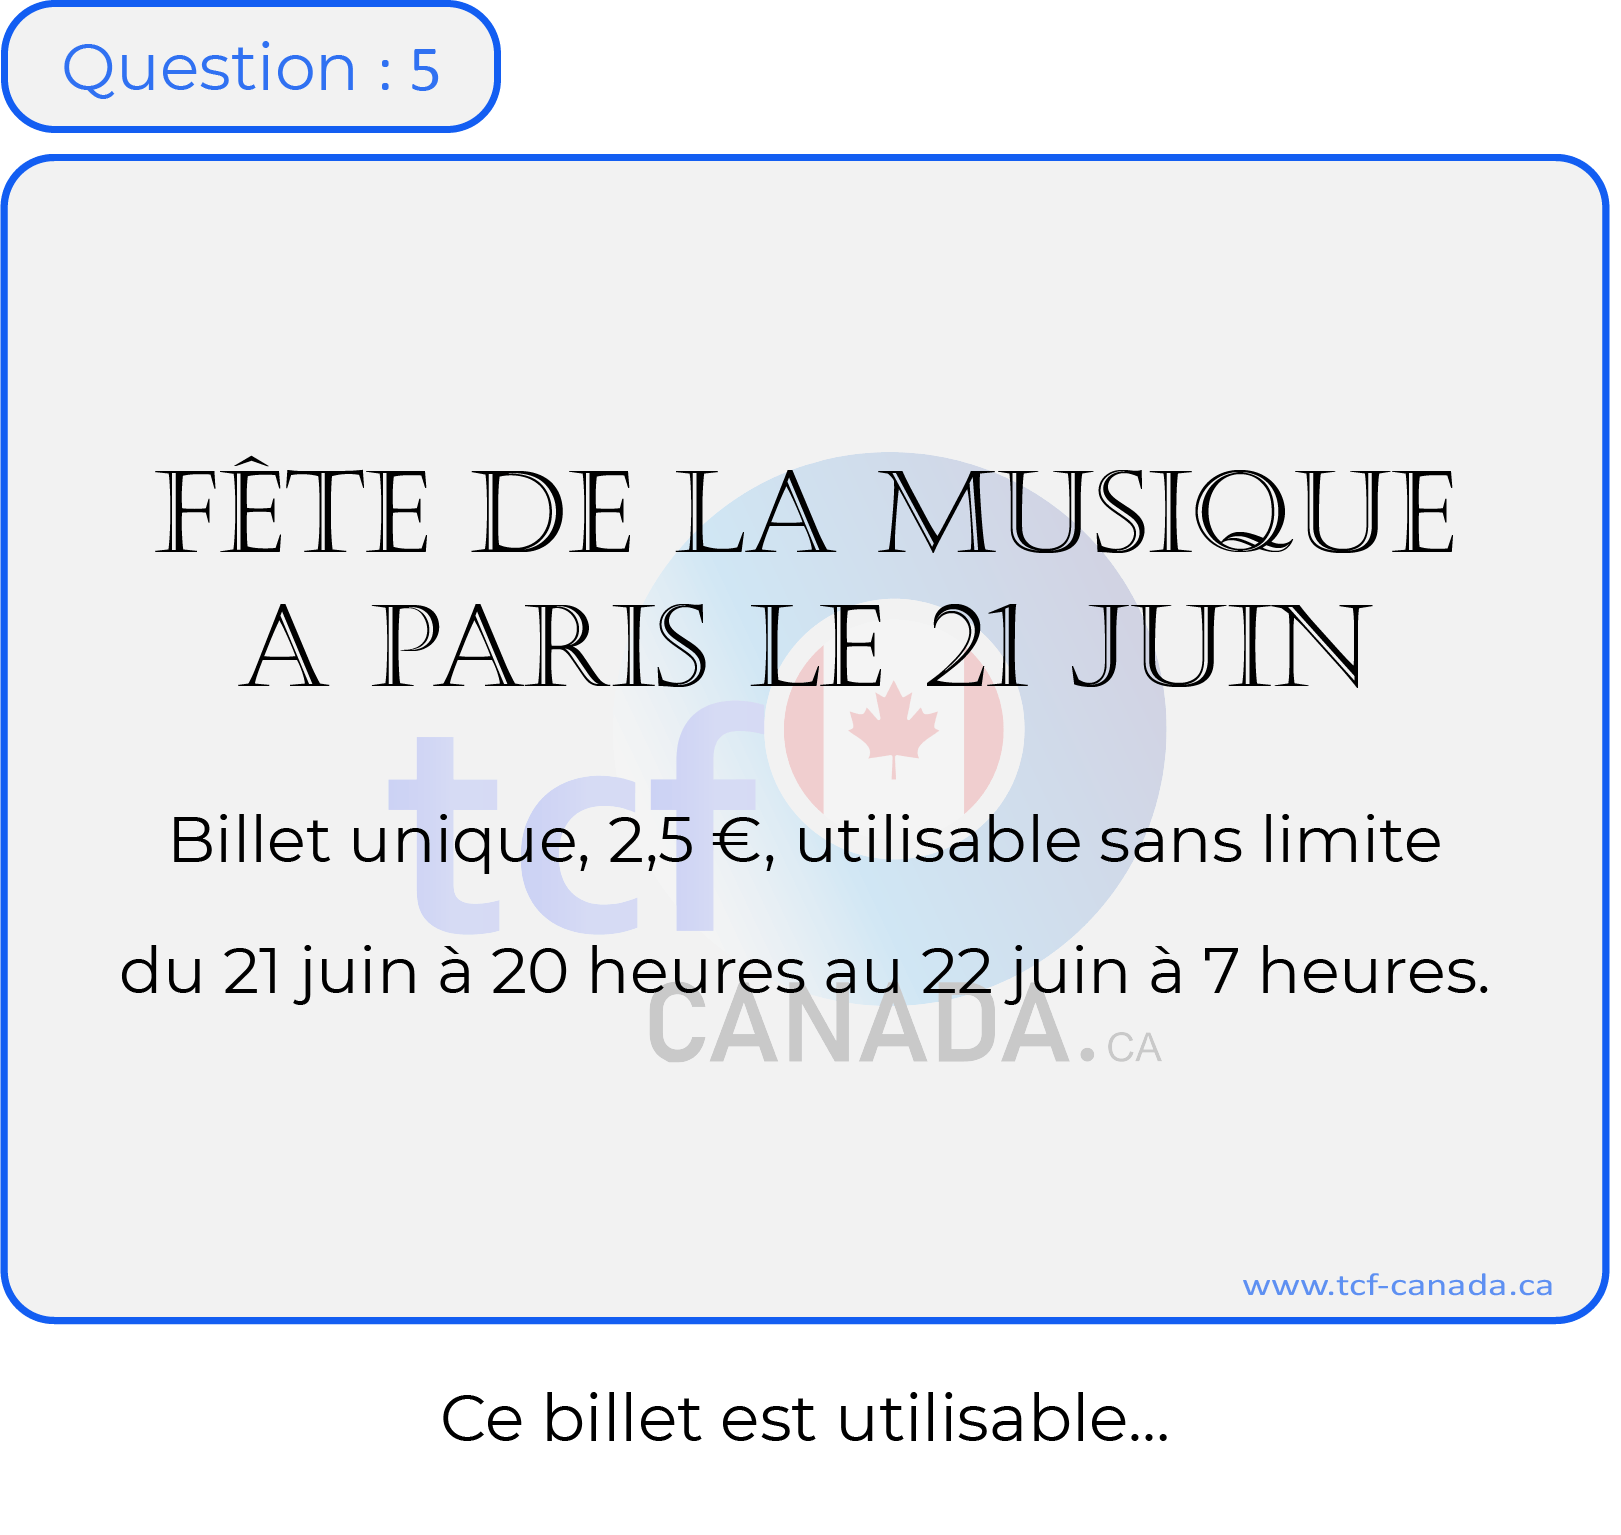 Question : 5
FÊTE DE LA MUSIQUE
A PARIS LE 21 JUIN
Billet unique, 2,5 €, utilisable sans limite
du 21 juin à 20 heures au 22 juin à 7 heures.
tcf
CANADA.CA
www.tcf-canada.ca
Ce billet est utilisable...